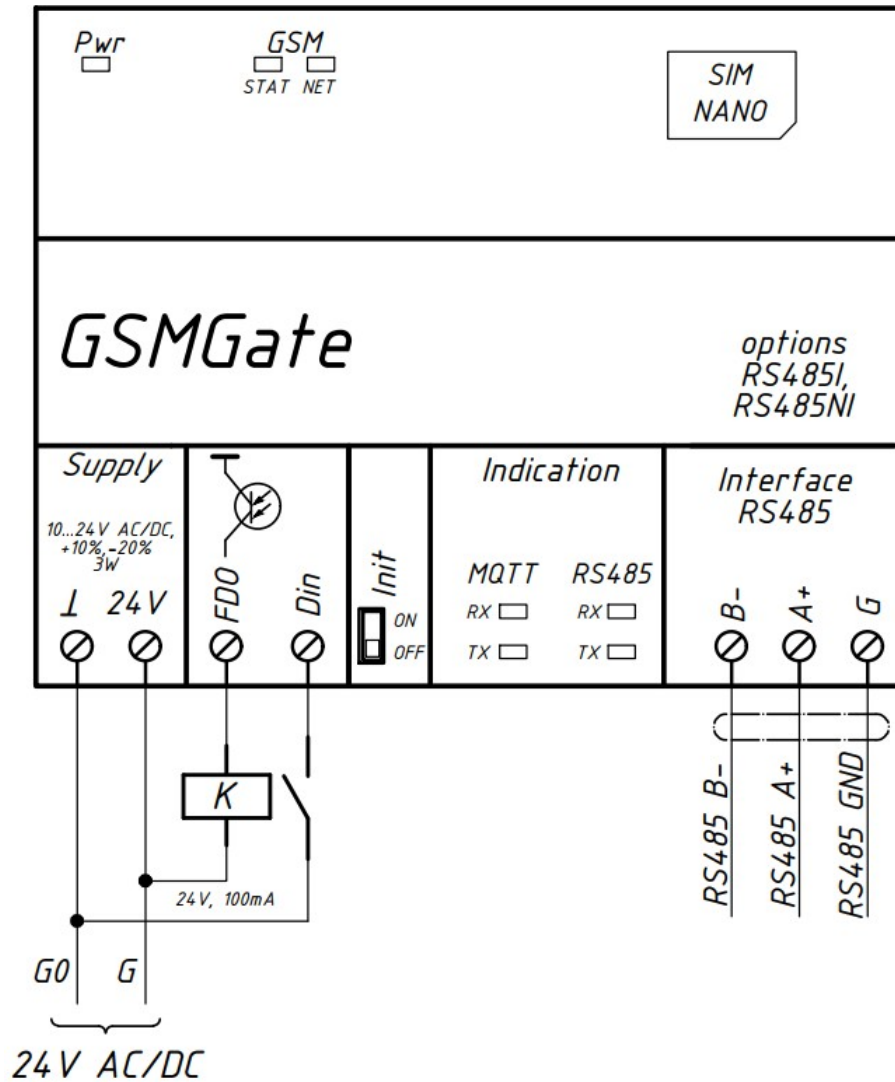 Pwr
GSM
STAT NET
SIM
NANO
GSMGate
options
RS485I,
RS485NI
Supply
10...24V AC/DC,
+10%,-20%
3W
⊥ 24V
FDO
Din
Init
ON
OFF
Indication
MQTT RS485
RX RX
TX TX
Interface
RS485
B-
A+
G
K
24V, 100mA
G0 G
24V AC/DC
RS485 B-
RS485 A+
RS485 GND